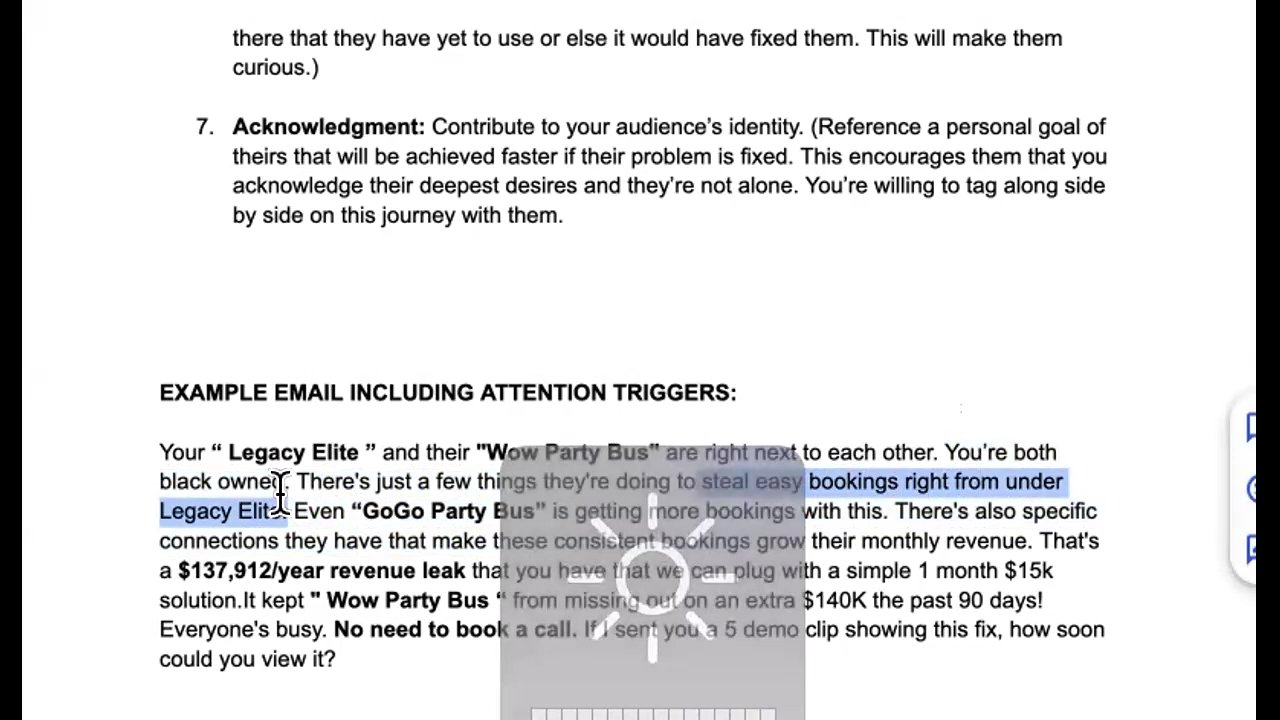 there that they have yet to use or else it would have fixed them. This will make them
curious.)
7. Acknowledgment: Contribute to your audience’s identity. (Reference a personal goal of
theirs that will be achieved faster if their problem is fixed. This encourages them that you
acknowledge their deepest desires and they’re not alone. You’re willing to tag along side
by side on this journey with them.
EXAMPLE EMAIL INCLUDING ATTENTION TRIGGERS:
Your “ Legacy Elite ” and their "Wow Party Bus" are right next to each other. You’re both
black owned. There's just a few things they're doing to steal easy bookings right from under
Legacy Elite. Even “GoGo Party Bus” is getting more bookings with this. There’s also specific
connections they have that make these consistent bookings grow their monthly revenue. That's
a $137,912/year revenue leak that you have that we can plug with a simple 1 month $15k
solution.It kept " Wow Party Bus “ from missing out on an extra $140K the past 90 days!
Everyone's busy. No need to book a call. If I sent you a 5 demo clip showing this fix, how soon
could you view it?